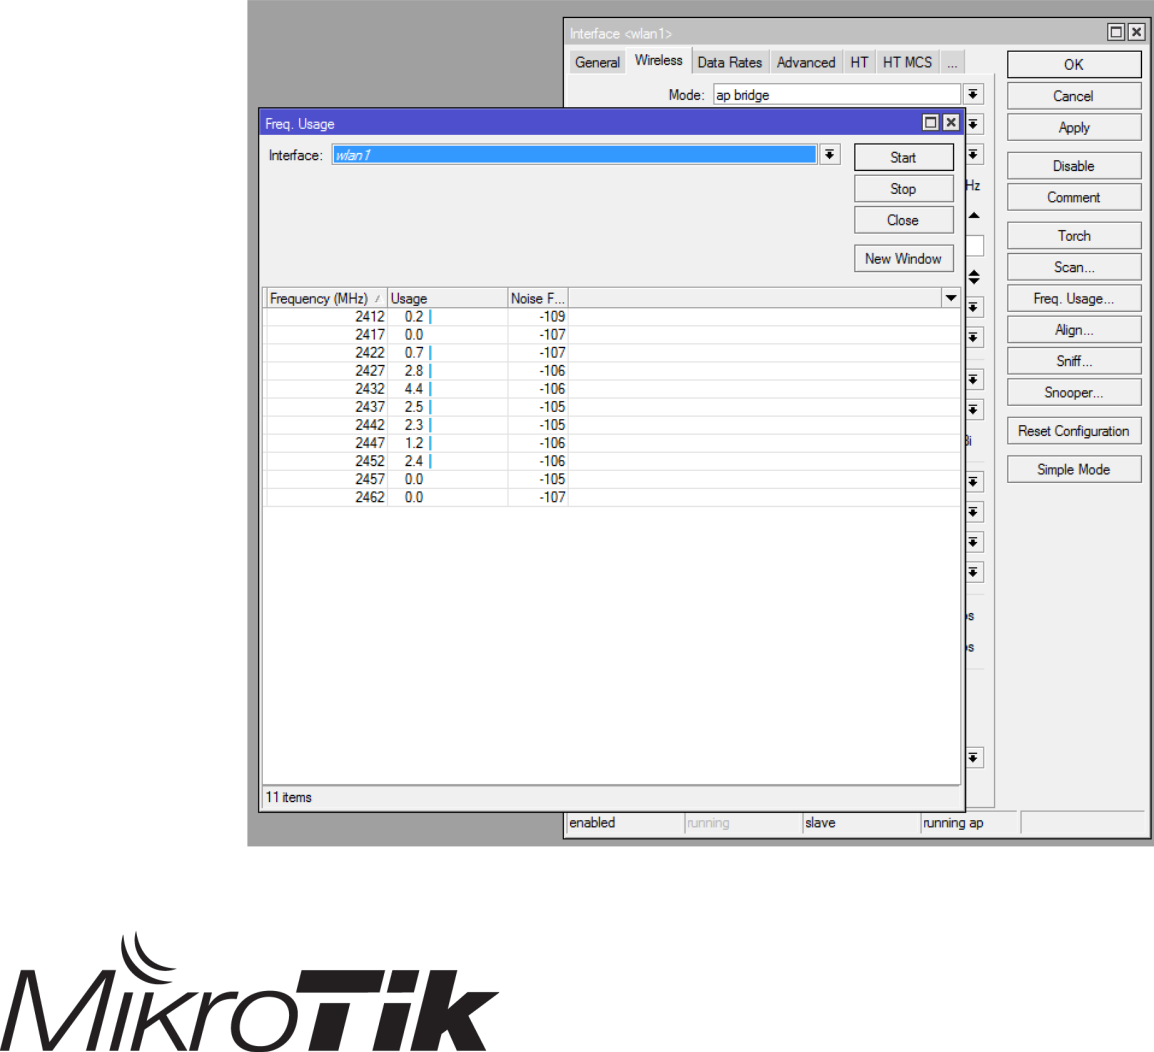 Interface <wlan1>
General Wireless Data Rates Advanced HT HT MCS ...
Mode: ap bridge
OK
Cancel
Apply
Disable
Comment
Torch
Scan...
Freq. Usage...
Align...
Sniff...
Snooper...
Reset Configuration
Simple Mode
Hz
Freq. Usage
Interface: wlan1
Start
Stop
Close
New Window
Frequency (MHz) Usage Noise F...
2412 0.2 -109
2417 0.0 -107
2422 0.7 -107
2427 2.8 -106
2432 4.4 -106
2437 2.5 -105
2442 2.3 -105
2447 1.2 -106
2452 2.4 -106
2457 0.0 -105
2462 0.0 -107
11 items
enabled running slave running ap
MikroTik